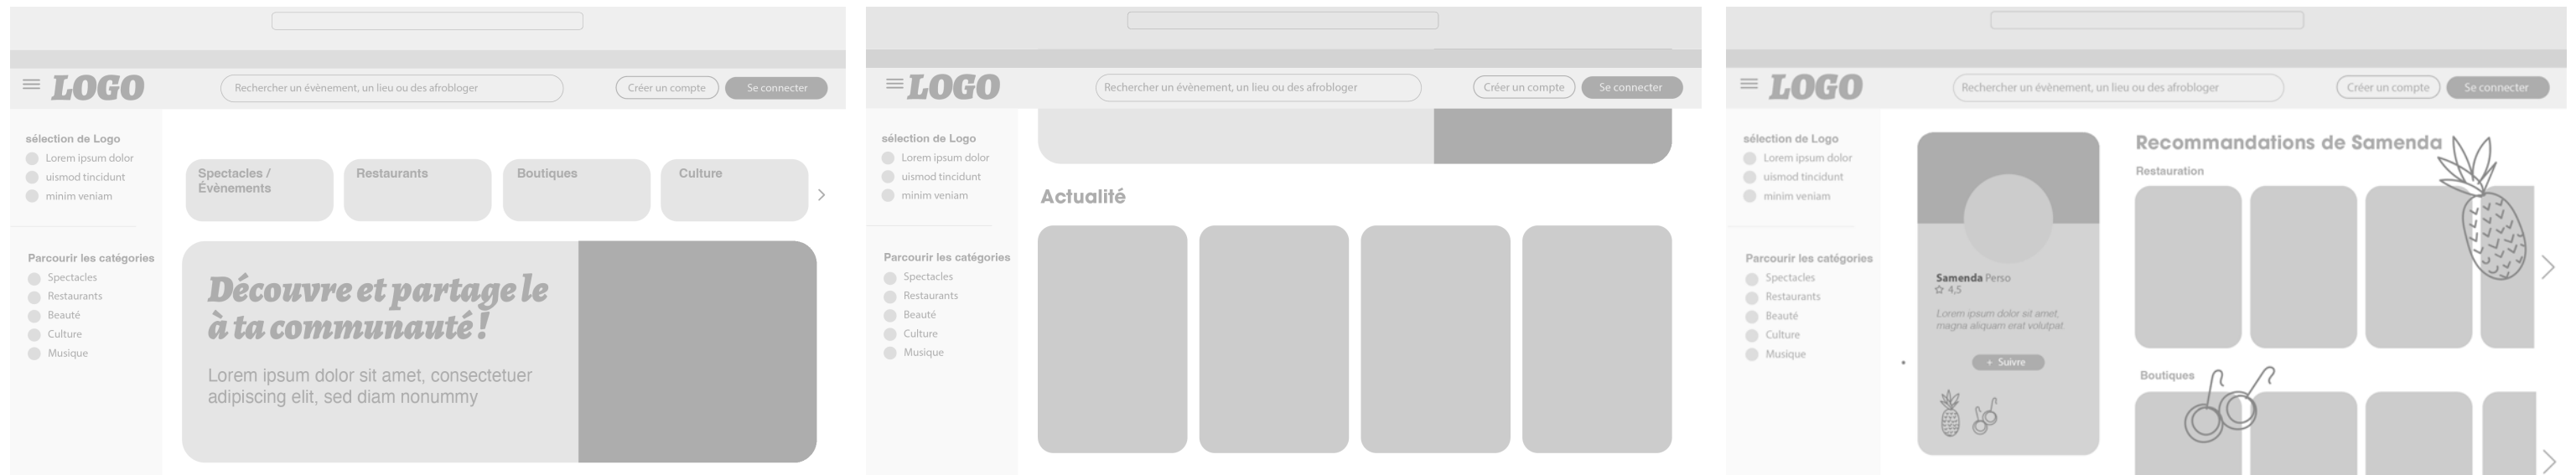 LOGO
Rechercher un évènement, un lieu ou des afrobloger
Créer un compte
Se connecter
sélection de Logo
Lorem ipsum dolor
uismod tincidunt
minim veniam
Parcourir les catégories
Spectacles
Restaurants
Beauté
Culture
Musique
Spectacles /
Évènements
Restaurants
Boutiques
Culture
Découvre et partage le
à ta communauté !
Lorem ipsum dolor sit amet, consectetuer
adipiscing elit, sed diam nonummy
LOGO
Rechercher un évènement, un lieu ou des afrobloger
Créer un compte
Se connecter
sélection de Logo
Lorem ipsum dolor
uismod tincidunt
minim veniam
Parcourir les catégories
Spectacles
Restaurants
Beauté
Culture
Musique
Actualité
LOGO
Rechercher un évènement, un lieu ou des afrobloger
Créer un compte
Se connecter
sélection de Logo
Lorem ipsum dolor
uismod tincidunt
minim veniam
Parcourir les catégories
Spectacles
Restaurants
Beauté
Culture
Musique
Samenda Perso
4,5
Lorem ipsum dolor sit amet,
magna aliquam erat volutpat
+ Suivre
Recommandations de Samenda
Restauration
Boutiques